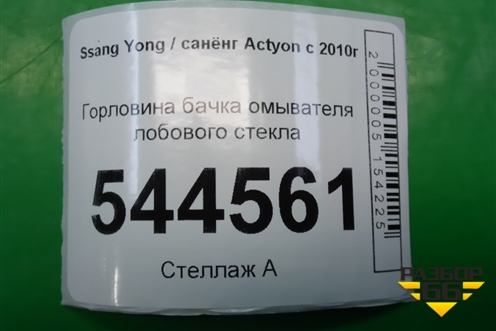 Ssang Yong / санёнг Actyon с 2010г
Горловина бачка омывателя
лобового стекла
544561
Стеллаж А
2000005154225
РАЗБОР
66